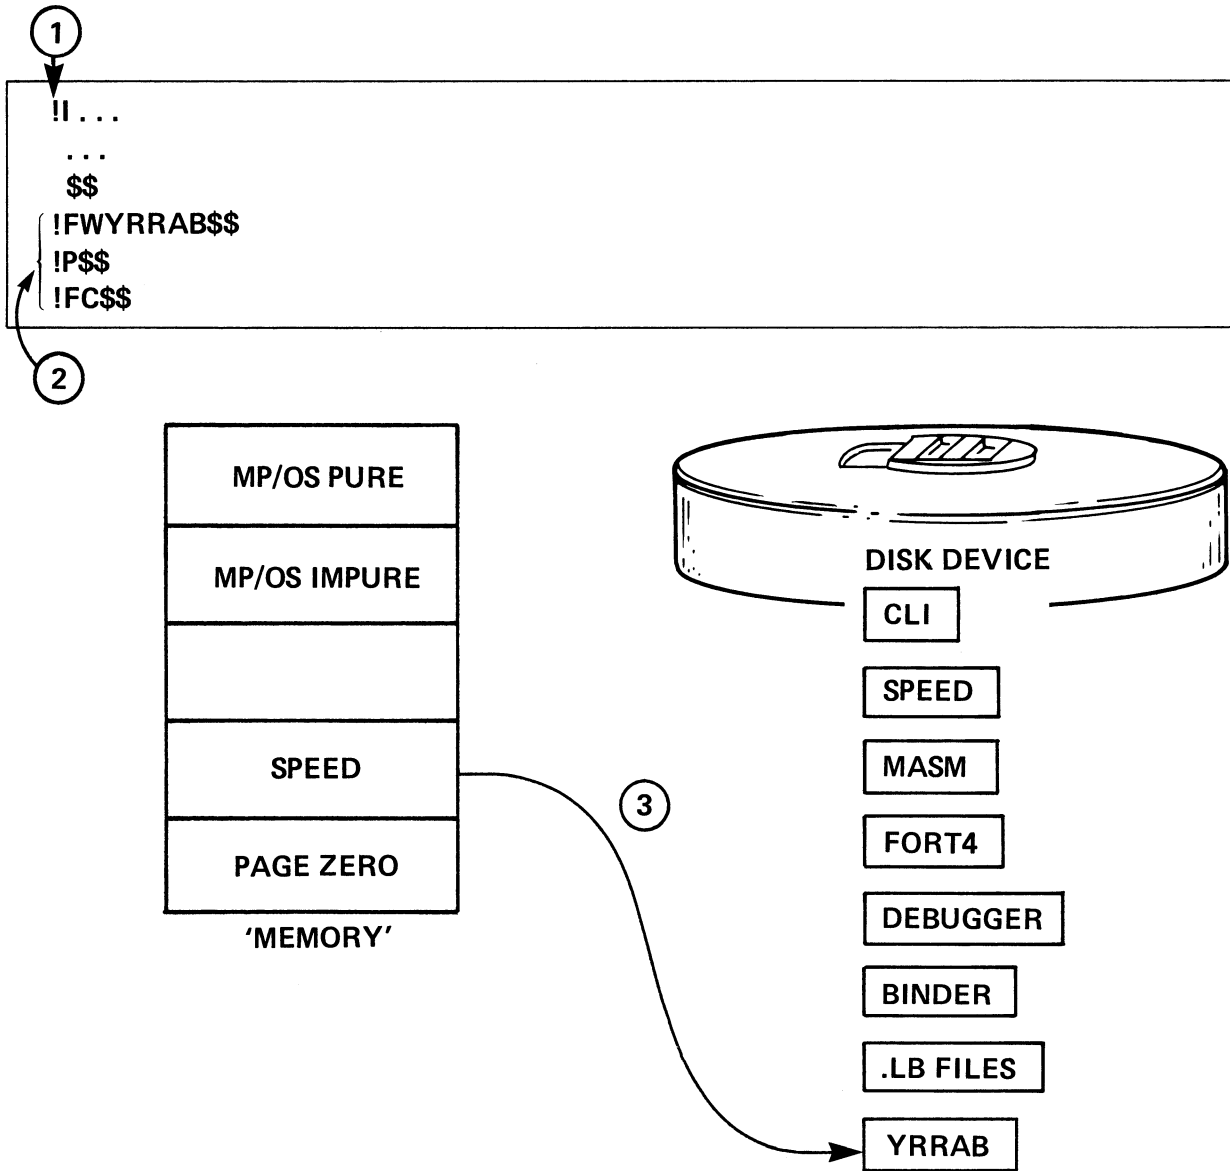 1
!I . . .
. . .
$$
!FWYRRAB$$
!P$$
!FC$$
2
MP/OS PURE
MP/OS IMPURE
SPEED
PAGE ZERO
'MEMORY'
3
DISK DEVICE
CLI
SPEED
MASM
FORT4
DEBUGGER
BINDER
.LB FILES
YRRAB